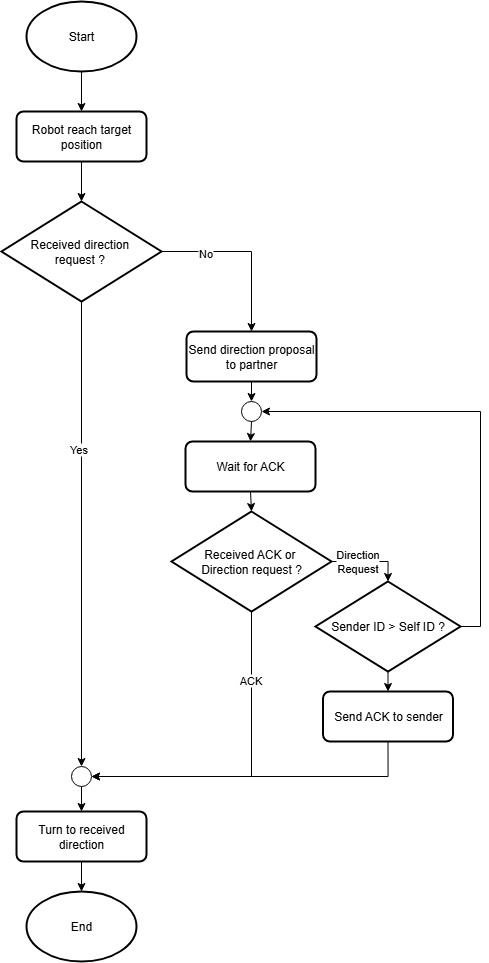 Start
Robot reach target
position
Received direction
request ?
No
Send direction proposal
to partner
Yes
Wait for ACK
Received ACK or
Direction request ?
Direction
Request
Sender ID > Self ID ?
ACK
Send ACK to sender
Turn to received
direction
End